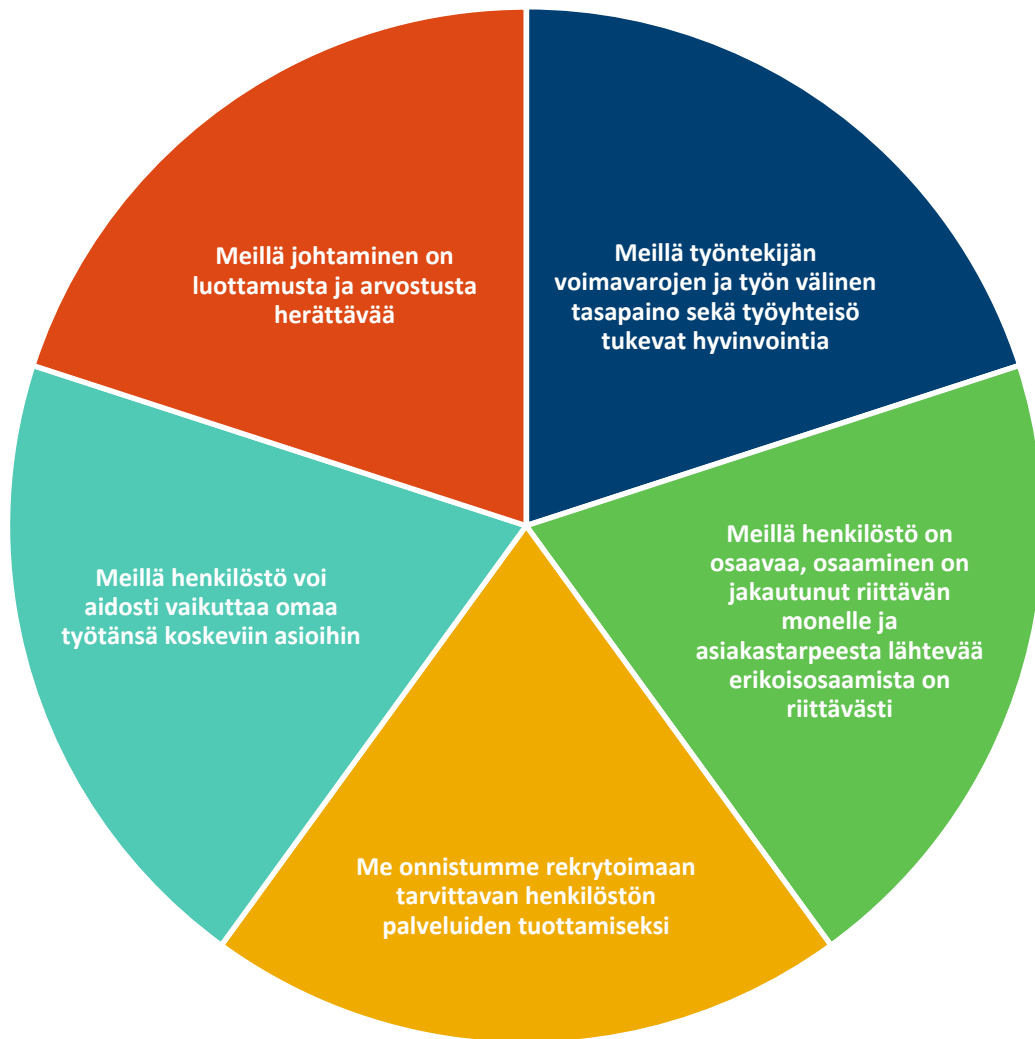 Meillä johtaminen on
luottamusta ja arvostusta
herättävää
Meillä työntekijän
voimavarojen ja työn välinen
tasapaino sekä työyhteisö
tukevat hyvinvointia
Meillä henkilöstö on
osaavaa, osaaminen on
jakautunut riittävän
monelle ja
asiakastarpeesta lähtevää
erikoisosaamista on
riittävästi
Meillä henkilöstö voi
aidosti vaikuttaa omaa
työtänsä koskeviin asioihin
Me onnistumme rekrytoimaan
tarvittavan henkilöstön
palveluiden tuottamiseksi